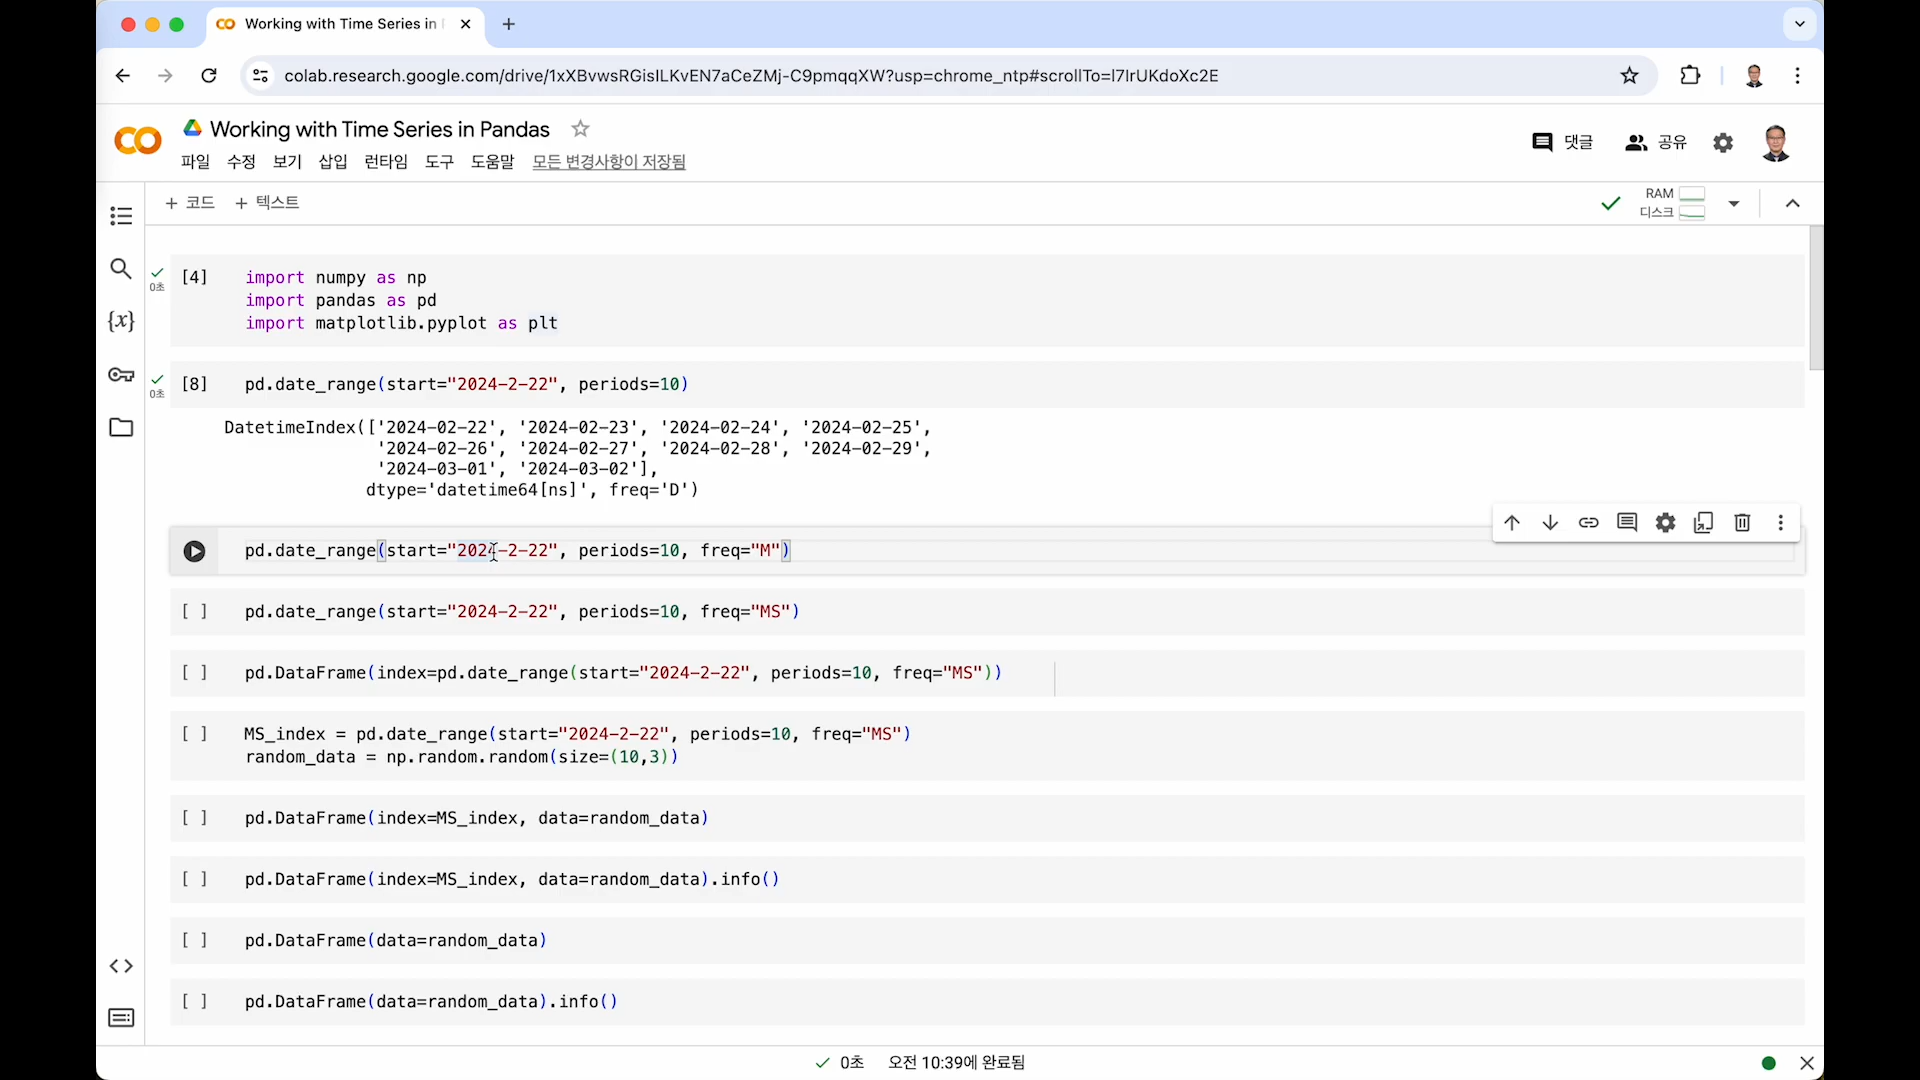 Working with Time Series in
colab.research.google.com/drive/1xXBvwsRGisILKvEN7aCeZMj-C9pmqqXW?usp=chrome_ntp#scrollTo=l7lrUKdoXc2E
Working with Time Series in Pandas
파일 수정 보기 삽입 런타임 도구 도움말 모든 변경사항이 저장됨
댓글 공유
+ 코드 + 텍스트
RAM
디스크
[4] import numpy as np
0초
import pandas as pd
import matplotlib.pyplot as plt
[8] pd.date_range(start="2024-2-22", periods=10)
0초
DatetimeIndex(['2024-02-22', '2024-02-23', '2024-02-24', '2024-02-25',
'2024-02-26', '2024-02-27', '2024-02-28', '2024-02-29',
'2024-03-01', '2024-03-02'],
dtype='datetime64[ns]', freq='D')
pd.date_range(start="2024-2-22", periods=10, freq="M")
[ ] pd.date_range(start="2024-2-22", periods=10, freq="MS")
[ ] pd.DataFrame(index=pd.date_range(start="2024-2-22", periods=10, freq="MS"))
[ ] MS_index = pd.date_range(start="2024-2-22", periods=10, freq="MS")
random_data = np.random.random(size=(10,3))
[ ] pd.DataFrame(index=MS_index, data=random_data)
[ ] pd.DataFrame(index=MS_index, data=random_data).info()
[ ] pd.DataFrame(data=random_data)
[ ] pd.DataFrame(data=random_data).info()
0초 오전 10:39에 완료됨